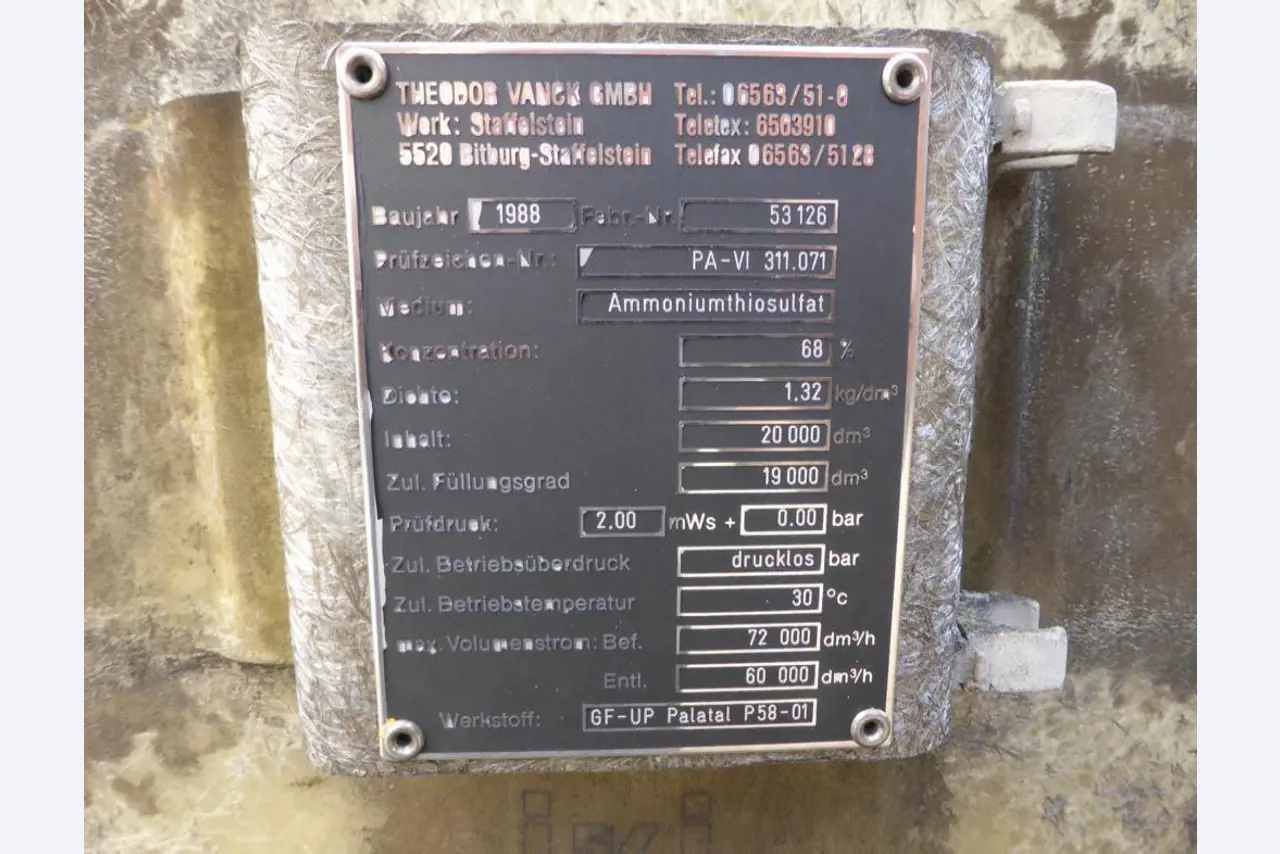 THEODOR VANCK GMBH Tel.: 06563/51-0
Werk: Staffelstein Teletex: 6563910
5520 Bitburg-Staffelstein Telefax 06563/5128
Baujahr 1988 Fabr.-Nr. 53 126
Prüfzeichen-Nr.: PA-VI 311.071
Medium: Ammoniumthiosulfat
Konzentration: 68 %
Dichte: 1.32 kg/dm³
Inhalt: 20 000 dm³
Zul. Füllungsgrad 19 000 dm³
Prüfdruck: 2.00 mWs + 0.00 bar
Zul. Betriebsüberdruck drucklos bar
Zul. Betriebstemperatur 30 °C
max. Volumenstrom: Bef. 72 000 dm³/h
Entl. 60 000 dm³/h
Werkstoff: GF-UP Palatal P58-01